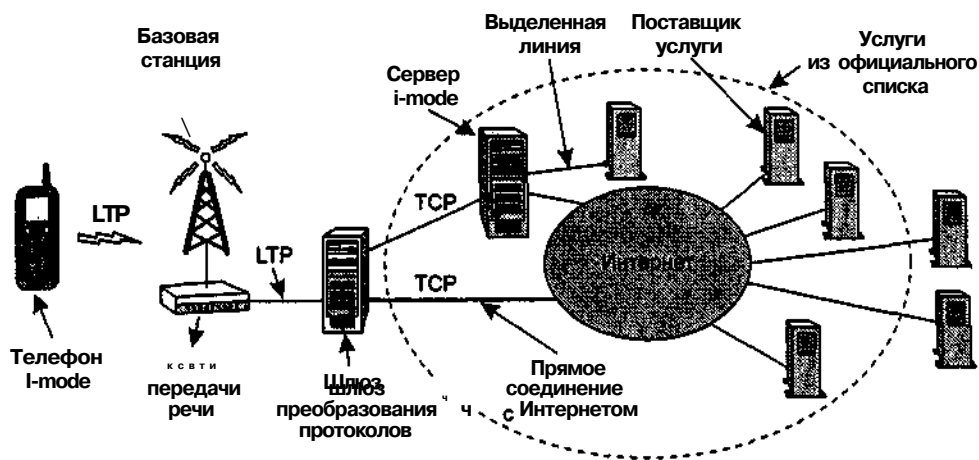 Базовая
станция
Выделенная
линия
Поставщик
услуги
Услуги
из официального
списка
Сервер
i-mode
LTP
LTP
TCP
TCP
Интернет
Телефон
I-mode
ксвти
передачи
речи
Шлюз
преобразования
протоколов
Прямое
соединение
с Интернетом